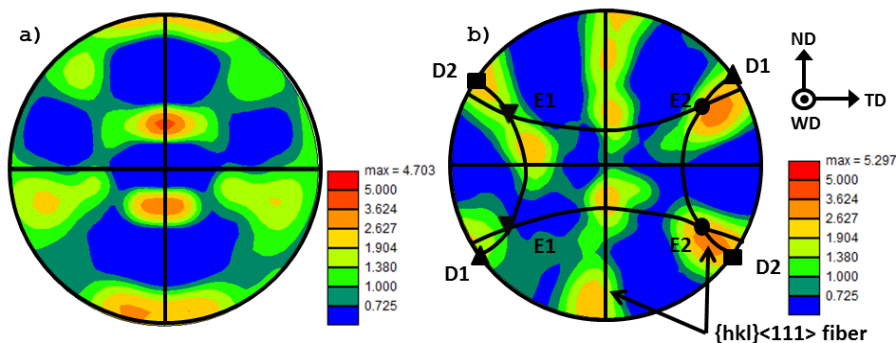 a)
max = 4.703
5.000
3.624
2.627
1.904
1.380
1.000
0.725
b)
D2
E1
E2
D1
E1
E2
D1
D2
{hkl}<111> fiber
ND
TD
WD
max = 5.297
5.000
3.624
2.627
1.904
1.380
1.000
0.725